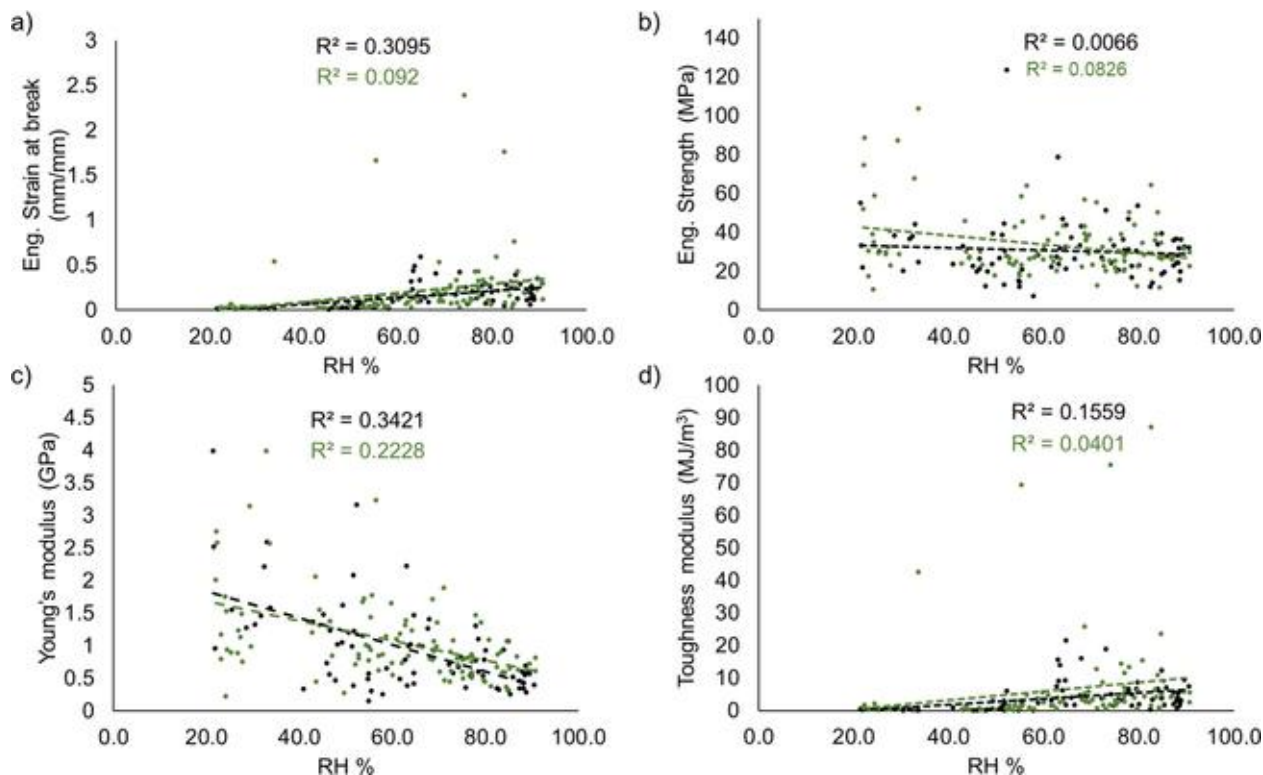 a)
3
2.5
2
1.5
1
0.5
0
Eng. Strain at break
(mm/mm)
R² = 0.3095
R² = 0.092
0.0 20.0 40.0 60.0 80.0 100.0
RH %
b)
140
120
100
80
60
40
20
0
Eng. Strength (MPa)
R² = 0.0066
R² = 0.0826
0.0 20.0 40.0 60.0 80.0 100.0
RH %
c)
5
4.5
4
3.5
3
2.5
2
1.5
1
0.5
0
Young's modulus (GPa)
R² = 0.3421
R² = 0.2228
0.0 20.0 40.0 60.0 80.0 100.0
RH %
d)
100
90
80
70
60
50
40
30
20
10
0
Toughness modulus (MJ/m³)
R² = 0.1559
R² = 0.0401
0.0 20.0 40.0 60.0 80.0 100.0
RH %